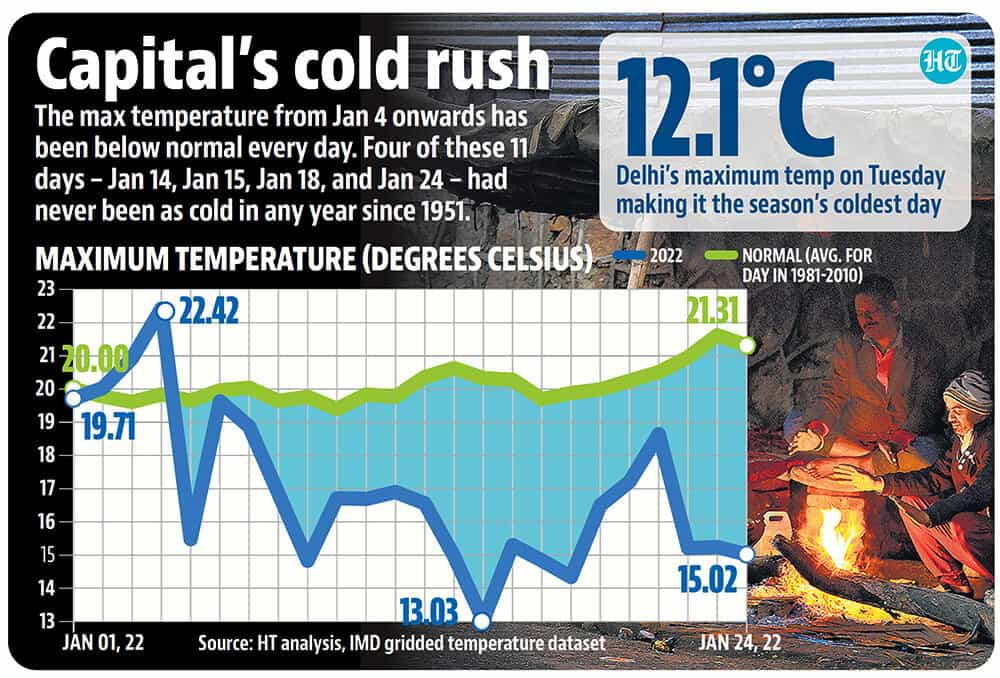 Capital's cold rush
The max temperature from Jan 4 onwards has
been below normal every day. Four of these 11
days – Jan 14, Jan 15, Jan 18, and Jan 24 – had
never been as cold in any year since 1951.
HT
12.1°C
Delhi's maximum temp on Tuesday
making it the season's coldest day
MAXIMUM TEMPERATURE (DEGREES CELSIUS)
2022
NORMAL (AVG. FOR
DAY IN 1981-2010)
23
22
21
20
19
18
17
16
15
14
13
20.00
19.71
22.42
21.31
13.03
15.02
JAN 01, 22
Source: HT analysis, IMD gridded temperature dataset
JAN 24, 22